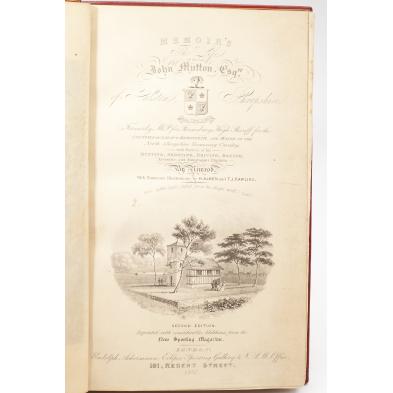 MEMOIRS
of
The Life
of
John Mytton, Esqre.
of Halston, Shropshire,
Formerly M.P. for Shrewsbury, High Sheriff for the
Counties of Salop & Merioneth, and Major of the
North Shropshire Yeomanry Cavalry
with Notices of his
HUNTING, SHOOTING, DRIVING, RACING,
By Nimrod.
With Numerous Illustrations by H. ALKEN and T.J. RAWLINS.
SECOND EDITION.
Reprinted with considerable Additions from the
New Sporting Magazine.
LONDON:
Rudolph Ackermann, Eclipse Sporting Gallery & N.S.M. Office,
191, REGENT STREET.